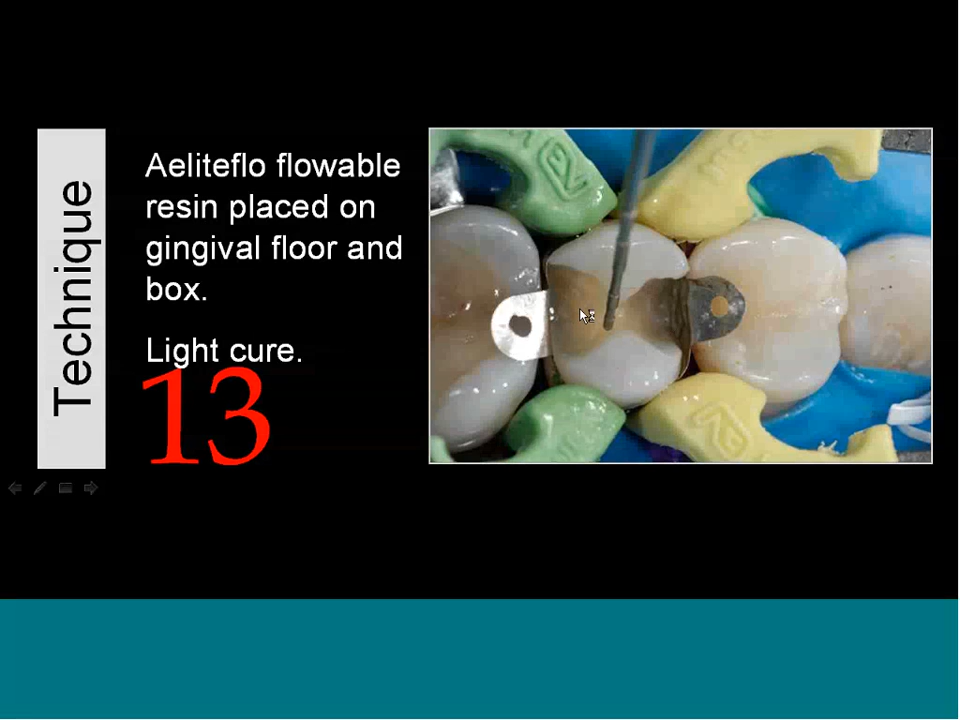 Technique
Aeliteflo flowable
resin placed on
gingival floor and
box.
Light cure.
13